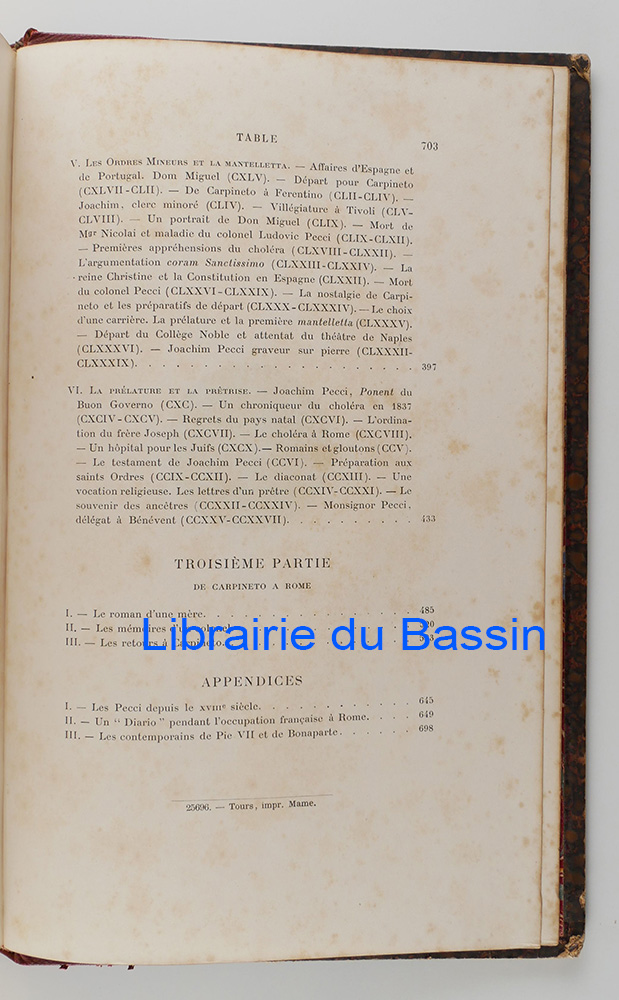 TABLE
703
V. Les Ordres Mineurs et la mantelletta. — Affaires d'Espagne et
de Portugal. Dom Miguel (CXLV). — Départ pour Carpineto
(CXLVII-CLII). — De Carpineto à Ferentino (CLII-CLIV). —
Joachim, clerc minoré (CLIV). — Villégiature à Tivoli (CLV-
CLVIII). — Un portrait de Don Miguel (CLIX). — Mort de
Mgr Nicolai et maladie du colonel Ludovic Pecci (CLIX-CLXII).
— Premières appréhensions du choléra (CLXVIII-CLXXII). —
L'argumentation coram Sanctissimo (CLXXIII-CLXXIV). — La
reine Christine et la Constitution en Espagne (CLXXII). — Mort
du colonel Pecci (CLXXVI-CLXXIX). — La nostalgie de Carpi-
neto et les préparatifs de départ (CLXXX-CLXXXIV). — Le choix
d'une carrière. La prélature et la première mantelletta (CLXXXV).
— Départ du Collège Noble et attentat du théâtre de Naples
(CLXXXVI). — Joachim Pecci graveur sur pierre (CLXXXII-
CLXXXIX). . . . . . . . . . . . . . . . . . . . . 397
VI. La prélature et la prêtrise. — Joachim Pecci, Ponent du
Buon Governo (CXC). — Un chroniqueur du choléra en 1837
(CXCIV-CXCV). — Regrets du pays natal (CXCVI). — L'ordina-
tion du frère Joseph (CXCVII). — Le choléra à Rome (CXCVIII).
— Un hôpital pour les Juifs (CXCX). — Romains et gloutons (CCV).
— Le testament de Joachim Pecci (CCVI). — Préparation aux
saints Ordres (CCIX-CCXII). — Le diaconat (CCXIII). — Une
vocation religieuse. Les lettres d'un prêtre (CCXIV-CCXXI). — Le
souvenir des ancêtres (CCXXII-CCXXIV). — Monsignor Pecci,
délégat à Bénévent (CCXXV-CCXXVII). . . . . . . . . . 433
TROISIÈME PARTIE
DE CARPINETO A ROME
I. — Le roman d'une mère. . . . . . . . . . . . . . . . 485
II. — Les mémoires d'un
III. — Les retours à Carpineto.
Librairie du Bassin
APPENDICES
I. — Les Pecci depuis le XVIIIe siècle. . . . . . . . . . . . 645
II. — Un " Diario " pendant l'occupation française à Rome. . . . 649
III. — Les contemporains de Pie VII et de Bonaparte . . . . . . 698
25696. — Tours, impr. Mame.